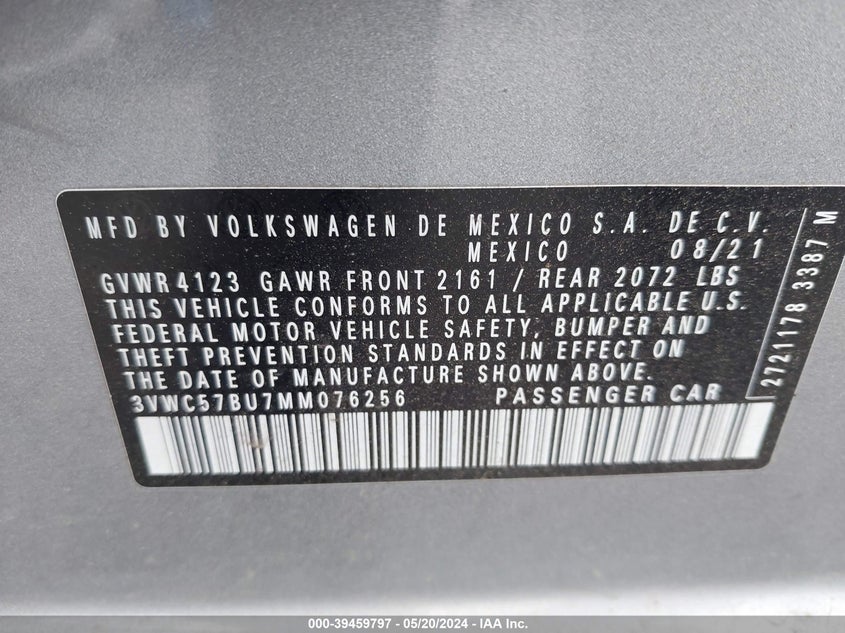 MFD BY VOLKSWAGEN DE MEXICO S.A. DE C.V.
MEXICO 08/21
GVWR 4123 GAWR FRONT 2161 / REAR 2072 LBS
THIS VEHICLE CONFORMS TO ALL APPLICABLE U.S.
FEDERAL MOTOR VEHICLE SAFETY, BUMPER AND
THEFT PREVENTION STANDARDS IN EFFECT ON
THE DATE OF MANUFACTURE SHOWN ABOVE.
3VWC57BU7MM076256 PASSENGER CAR
2721178 3387 M
000-39459797 - 05/20/2024 - IAA Inc.